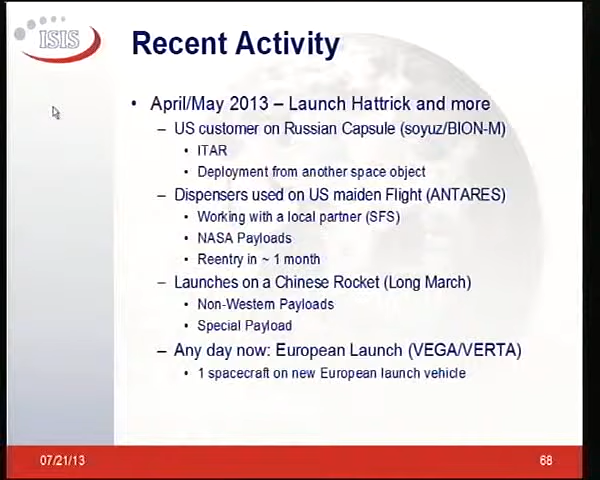 ISIS
Recent Activity
• April/May 2013 – Launch Hattrick and more
– US customer on Russian Capsule (soyuz/BION-M)
• ITAR
• Deployment from another space object
– Dispensers used on US maiden Flight (ANTARES)
• Working with a local partner (SFS)
• NASA Payloads
• Reentry in ~ 1 month
– Launches on a Chinese Rocket (Long March)
• Non-Western Payloads
• Special Payload
– Any day now: European Launch (VEGA/VERTA)
• 1 spacecraft on new European launch vehicle
07/21/13
68